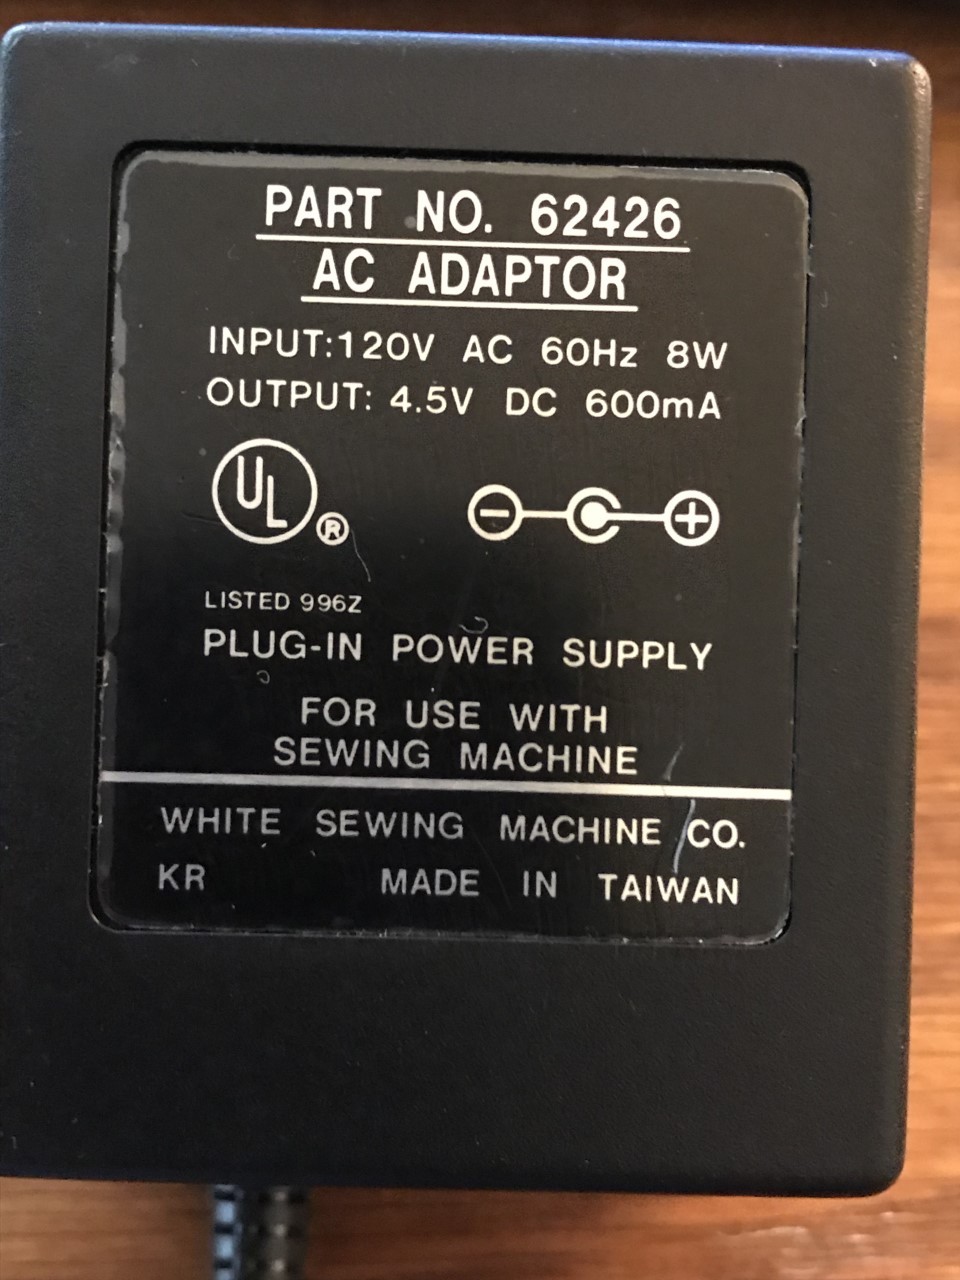 PART NO. 62426
AC ADAPTOR
INPUT:120V AC 60Hz 8W
OUTPUT: 4.5V DC 600mA
UL ®
LISTED 996Z
PLUG-IN POWER SUPPLY
FOR USE WITH
SEWING MACHINE
WHITE SEWING MACHINE CO.
KR MADE IN TAIWAN